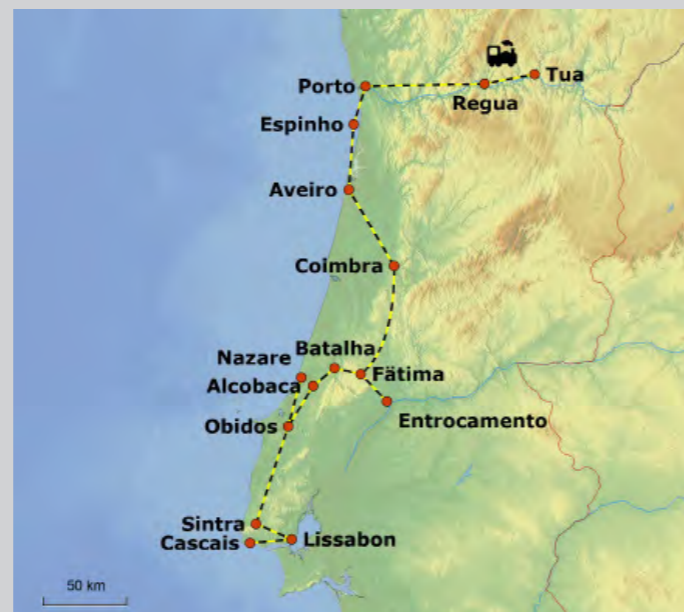 Porto
Tua
Regua
Espinho
Aveiro
Coimbra
Batalha
Nazare
Fätima
Alcobaca
Entrocamento
Obidos
Sintra
Lissabon
Cascais
50 km